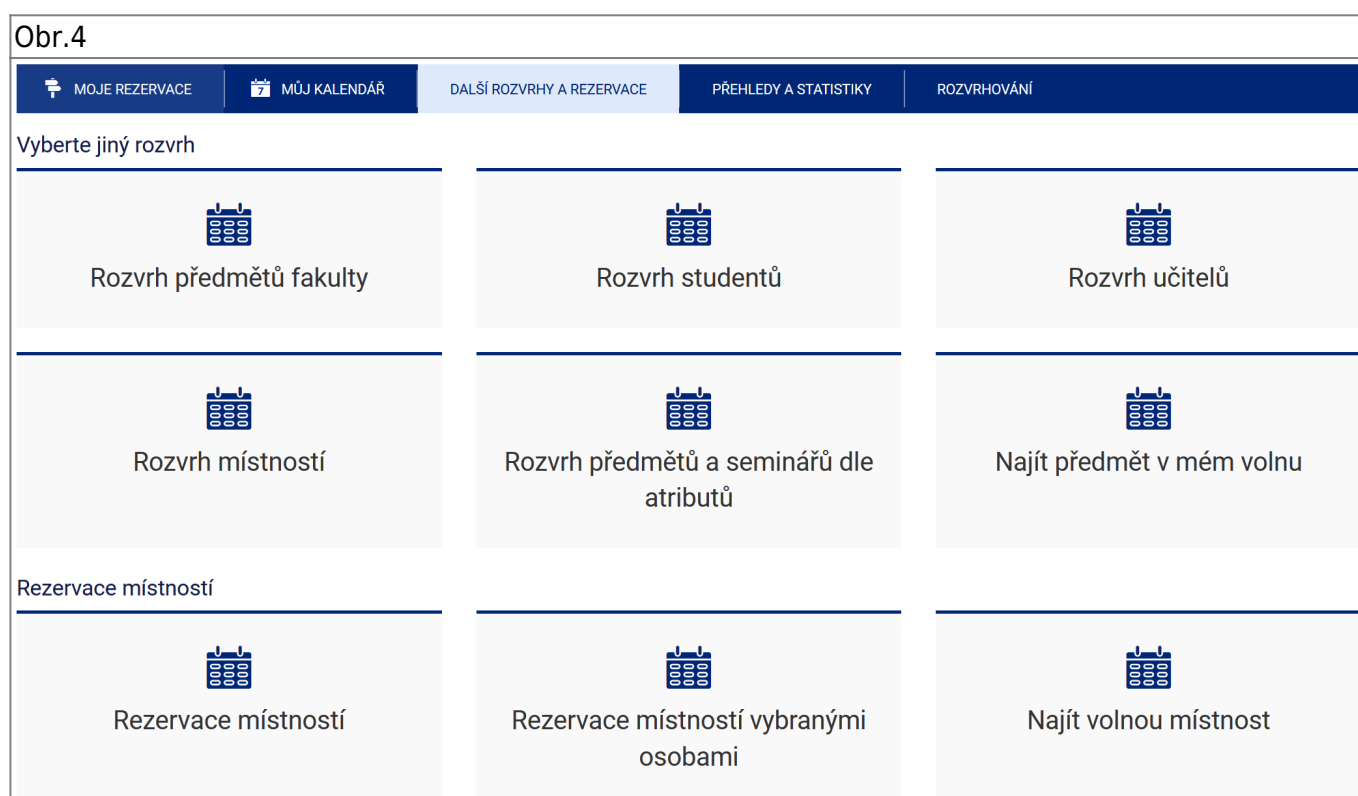 Obr.4
MOJE REZERVACE
7
MŮJ KALENDÁŘ
DALŠÍ ROZVRHY A REZERVACE
PŘEHLEDY A STATISTIKY
ROZVRHOVÁNÍ
Vyberte jiný rozvrh
Rozvrh předmětů fakulty
Rozvrh studentů
Rozvrh učitelů
Rozvrh místností
Rozvrh předmětů a seminářů dle
atributů
Najít předmět v mém volnu
Rezervace místností
Rezervace místností
Rezervace místností vybranými
osobami
Najít volnou místnost